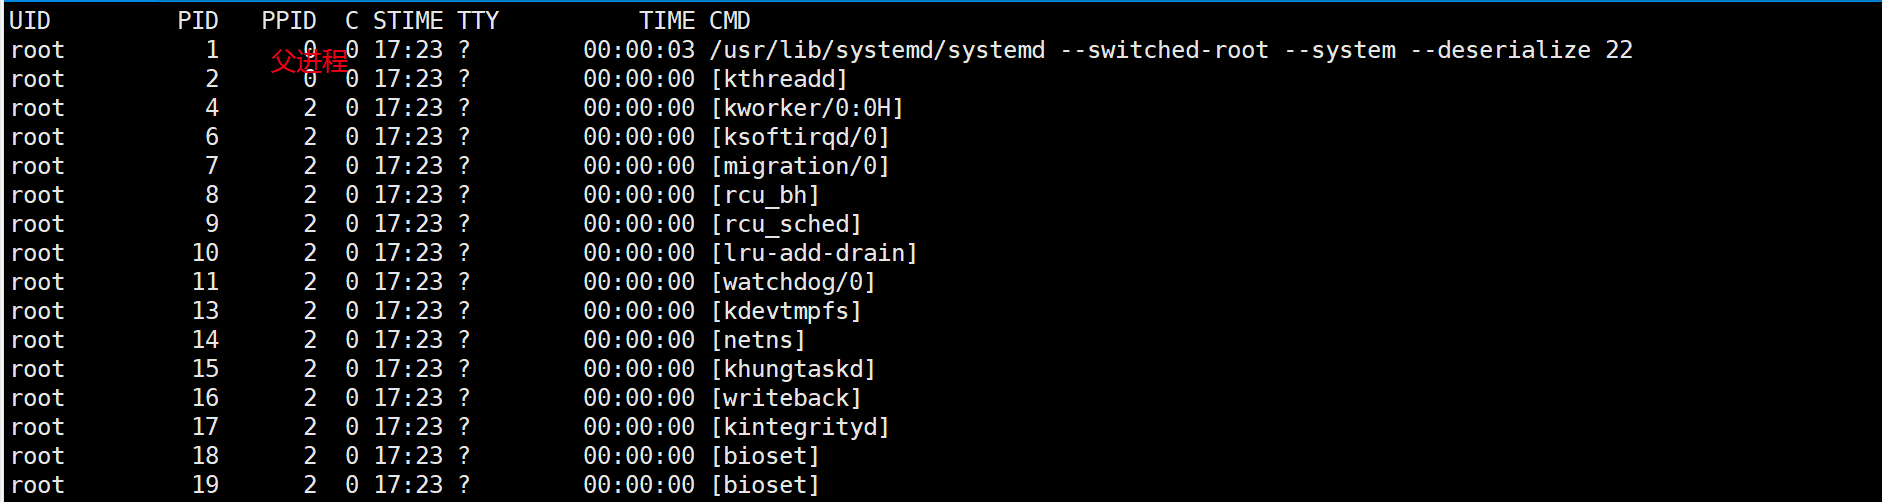 UID        PID   PPID  C STIME TTY          TIME CMD
root         1      0  0 17:23 ?        00:00:03 /usr/lib/systemd/systemd --switched-root --system --deserialize 22
父进程
root         2      0  0 17:23 ?        00:00:00 [kthreadd]
root         4      2  0 17:23 ?        00:00:00 [kworker/0:0H]
root         6      2  0 17:23 ?        00:00:00 [ksoftirqd/0]
root         7      2  0 17:23 ?        00:00:00 [migration/0]
root         8      2  0 17:23 ?        00:00:00 [rcu_bh]
root         9      2  0 17:23 ?        00:00:00 [rcu_sched]
root        10      2  0 17:23 ?        00:00:00 [lru-add-drain]
root        11      2  0 17:23 ?        00:00:00 [watchdog/0]
root        13      2  0 17:23 ?        00:00:00 [kdevtmpfs]
root        14      2  0 17:23 ?        00:00:00 [netns]
root        15      2  0 17:23 ?        00:00:00 [khungtaskd]
root        16      2  0 17:23 ?        00:00:00 [writeback]
root        17      2  0 17:23 ?        00:00:00 [kintegrityd]
root        18      2  0 17:23 ?        00:00:00 [bioset]
root        19      2  0 17:23 ?        00:00:00 [bioset]